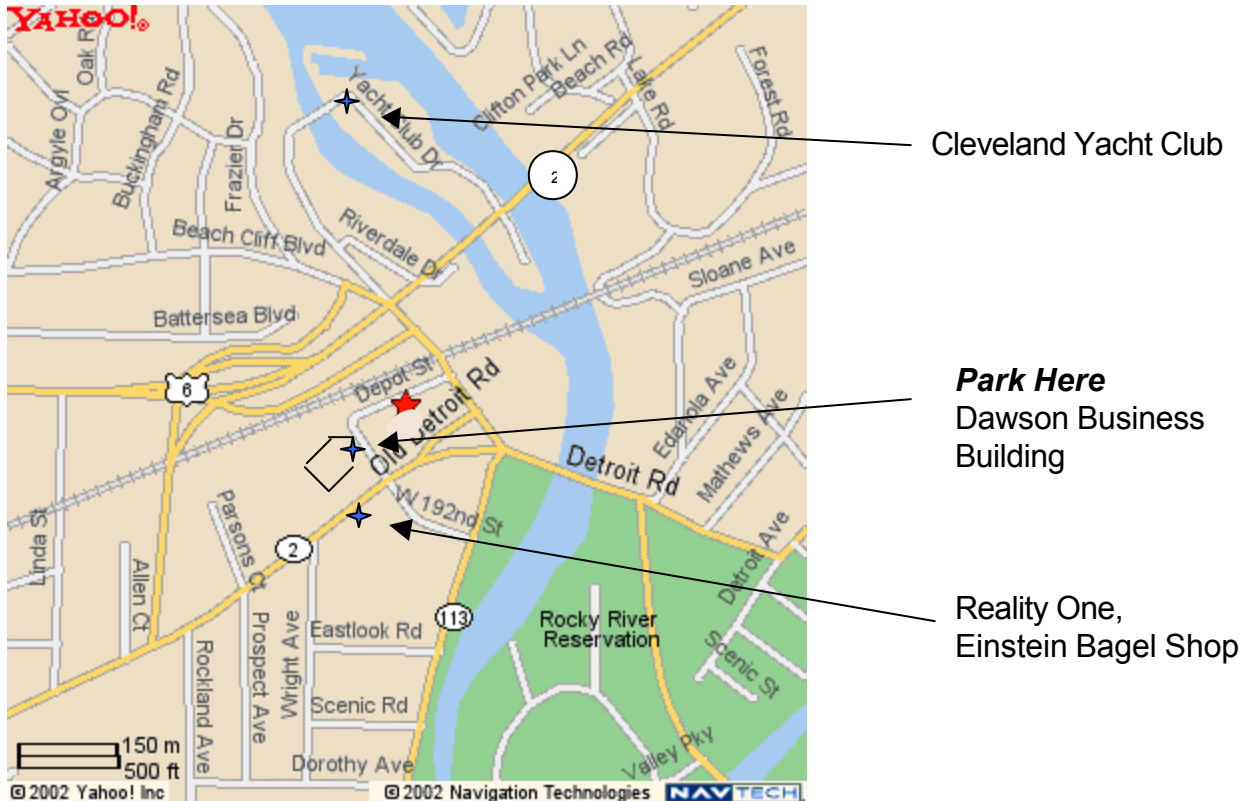 YAHOO!®
Oak R
Argyle Ovl
Buckingham Rd
Frazier Dr
Yacht Club Dr
Clifton Park Ln
Beach Rd
Lake Rd
Forest Rd
Cleveland Yacht Club
2
Beach Cliff Blvd
Riverdale Dr
Sloane Ave
Battersea Blvd
6
Depot St
Old Detroit Rd
Park Here
Dawson Business
Building
Edanola Ave
Mathews Ave
Detroit Rd
W 192nd St
Parsons Ct
Linda St
Allen Ct
2
Detroit Ave
113
Rocky River
Reservation
Reality One,
Einstein Bagel Shop
Eastlook Rd
Wright Ave
Prospect Ave
Rockland Ave
Scenic St
Scenic Rd
Dorothy Ave
Valley Pky
150 m
500 ft
© 2002 Yahoo! Inc
© 2002 Navigation Technologies
NAVTECH